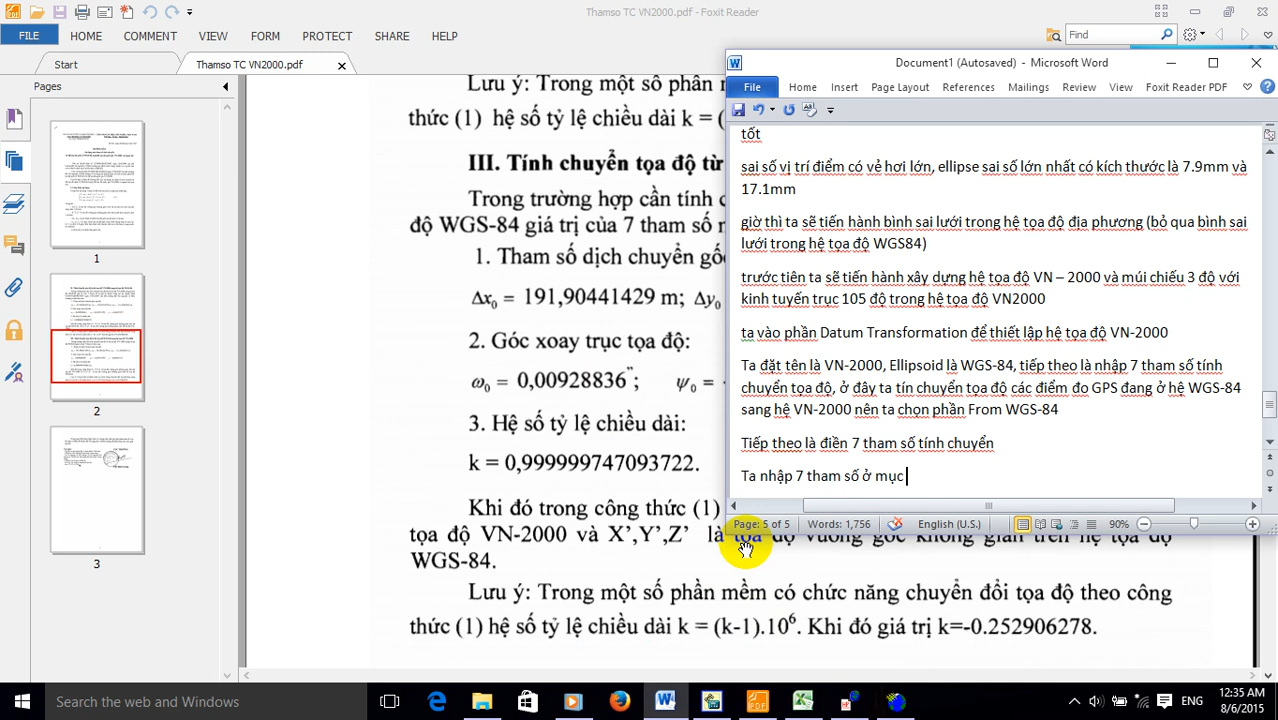 Thamso TC VN2000.pdf - Foxit Reader
FILE HOME COMMENT VIEW FORM PROTECT SHARE HELP
Find
Start Thamso TC VN2000.pdf
Pages
1
2
3
Lưu ý: Trong một số phần
thức (1) hệ số tỷ lệ chiều dài k = (
III. Tính chuyển tọa độ từ
Trong trường hợp cần tính
độ WGS-84 giá trị của 7 tham số
1. Tham số dịch chuyển gốc
Δx₀ = 191,90441429 m; Δy₀
2. Góc xoay trục tọa độ:
ω₀ = 0,00928836”; ψ₀ =
3. Hệ số tỷ lệ chiều dài:
k = 0,999999747093722.
Khi đó trong công thức (1)
tọa độ VN-2000 và X’,Y’,Z’ là tọa độ vuông góc không gian trên hệ tọa độ
WGS-84.
Lưu ý: Trong một số phần mềm có chức năng chuyển đổi tọa độ theo công
thức (1) hệ số tỷ lệ chiều dài k = (k-1).10⁶. Khi đó giá trị k=-0.252906278.
Document1 (Autosaved) - Microsoft Word
File Home Insert Page Layout References Mailings Review View Foxit Reader PDF
tốt
sai số vị trí điểm có vẻ hơi lớn, ellipse sai số lớn nhất có kích thước là 7.9mm và
17.1mm
giờ thì ta sẽ tiến hành bình sai lưới trong hệ tọa độ địa phương (bỏ qua bình sai
lưới trong hệ tọa độ WGS84)
trước tiên ta sẽ tiến hành xây dựng hệ tọa độ VN – 2000 và múi chiếu 3 độ với
kinh tuyến trục 105 độ trong hệ tọa độ VN2000
ta vào phần Datum Transformation để thiết lập hệ tọa độ VN-2000
Ta đặt tên là VN-2000, Ellipsoid là WGS-84, tiếp theo là nhập 7 tham số tính
chuyển tọa độ, ở đây ta tín chuyển tọa độ các điểm đo GPS đang ở hệ WGS-84
sang hệ VN-2000 nên ta chọn phần From WGS-84
Tiếp theo là điền 7 tham số tính chuyển
Ta nhập 7 tham số ở mục
Page: 5 of 5 Words: 1,756 English (U.S.) 90%
Search the web and Windows
ENG
12:35 AM
8/6/2015